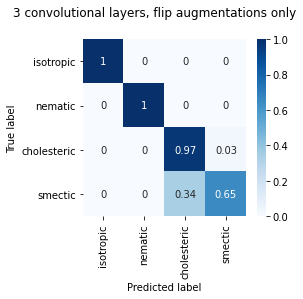 3 convolutional layers, flip augmentations only
True label
isotropic 1 0 0 0
nematic 0 1 0 0
cholesteric 0 0 0.97 0.03
smectic 0 0 0.34 0.65
isotropic nematic cholesteric smectic
Predicted label
1.0
0.8
0.6
0.4
0.2
0.0